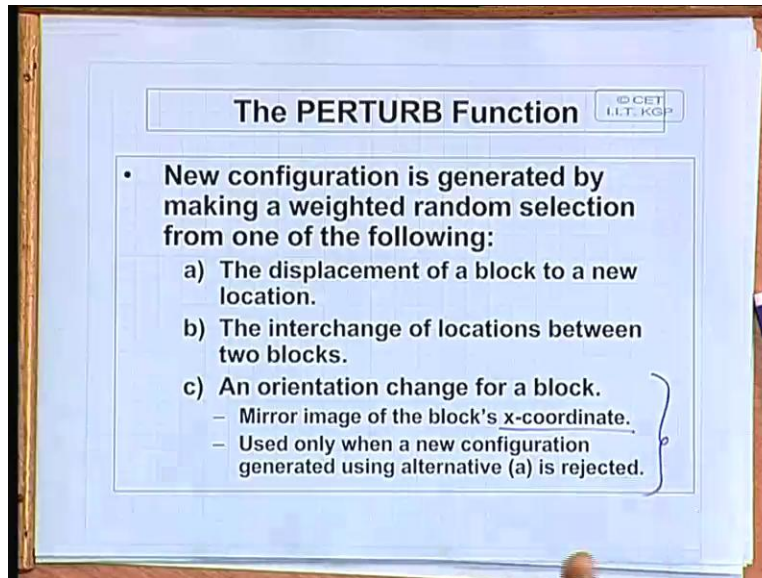 The PERTURB Function
© CET
I.I.T. KGP
• New configuration is generated by
making a weighted random selection
from one of the following:
a) The displacement of a block to a new
location.
b) The interchange of locations between
two blocks.
c) An orientation change for a block.
– Mirror image of the block's x-coordinate.
– Used only when a new configuration
generated using alternative (a) is rejected.